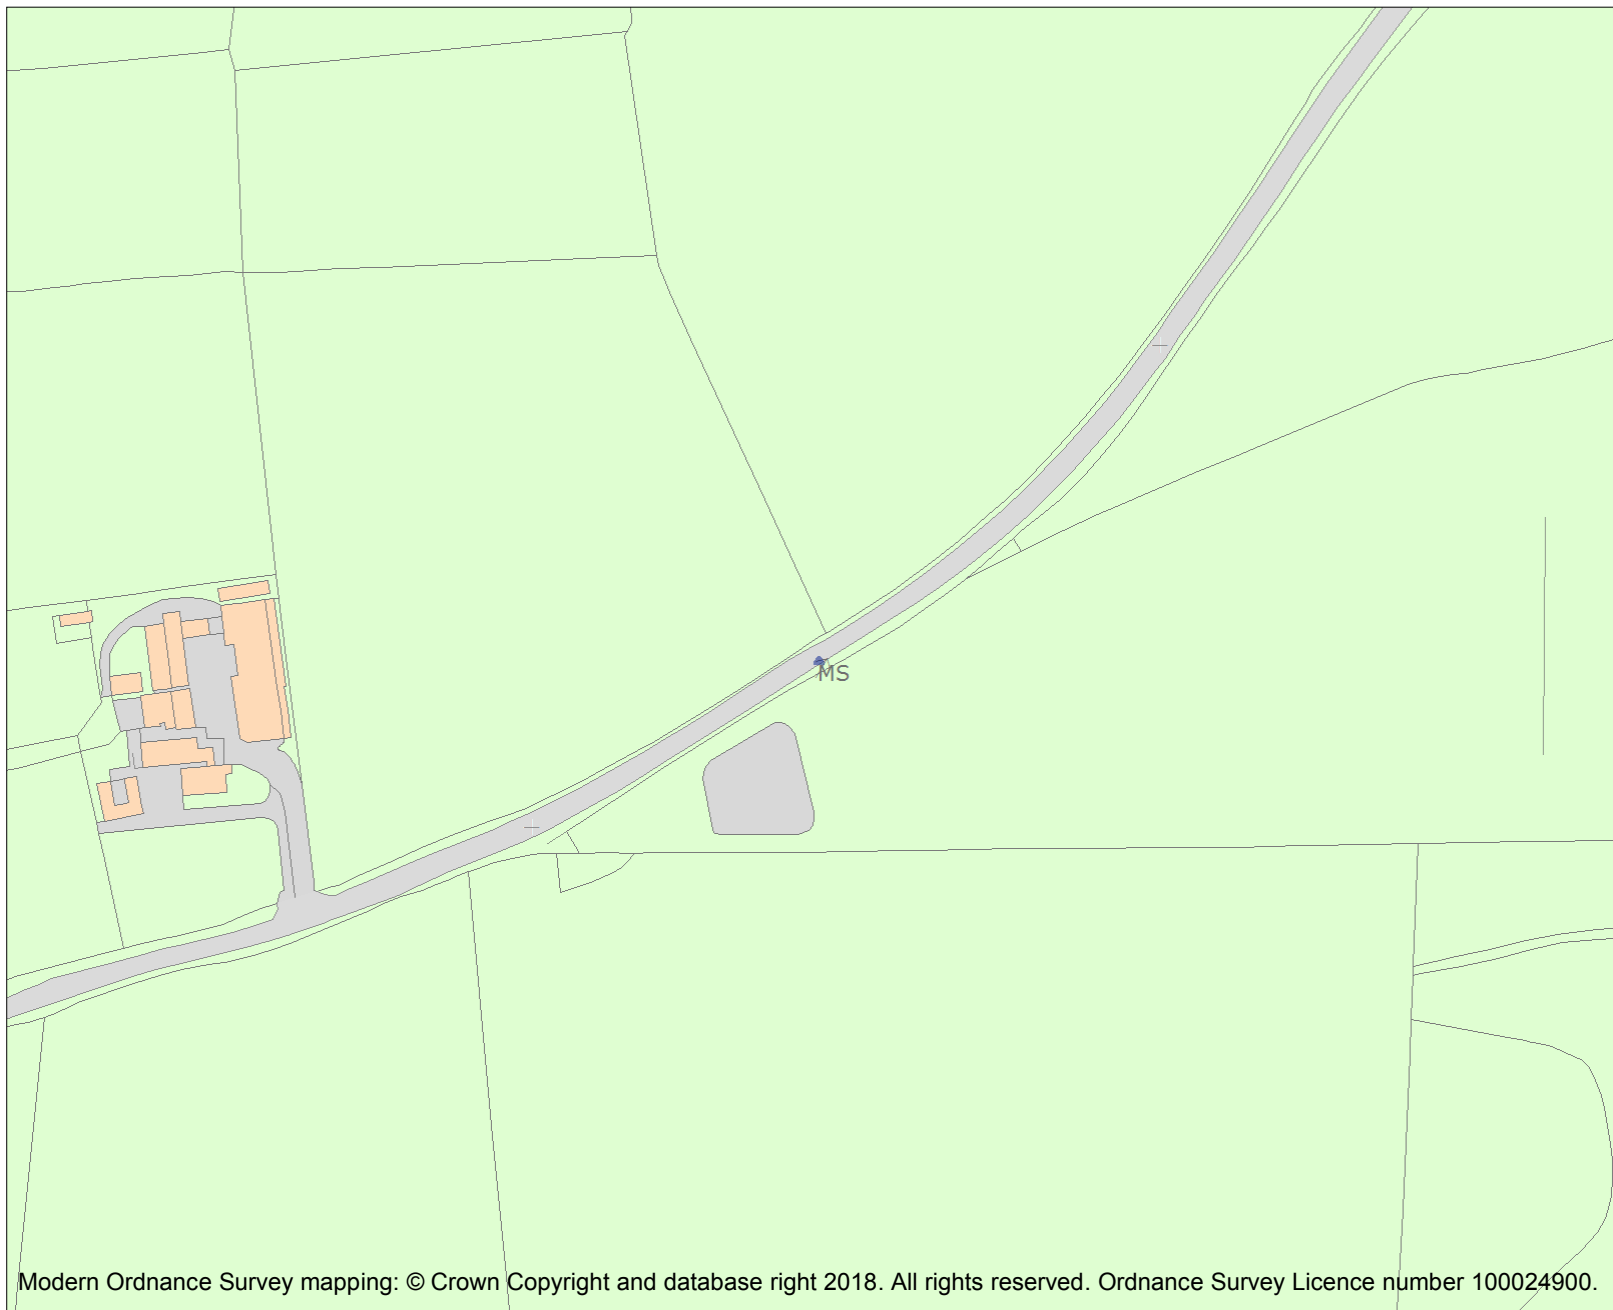 MS
Modern Ordnance Survey mapping: © Crown Copyright and database right 2018. All rights reserved. Ordnance Survey Licence number 100024900.